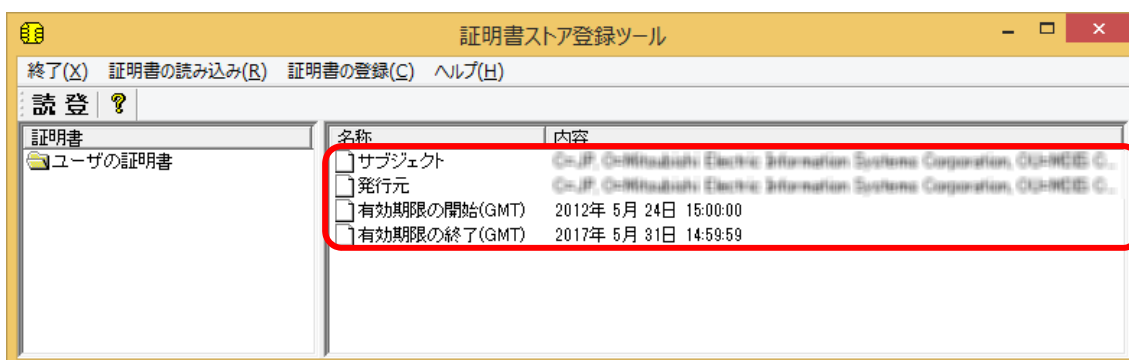 証明書ストア登録ツール
終了(X) 証明書の読み込み(R) 証明書の登録(C) ヘルプ(H)
読 登
証明書
ユーザの証明書
名称 内容
サブジェクト
発行元
有効期限の開始(GMT) 2012年 5月 24日 15:00:00
有効期限の終了(GMT) 2017年 5月 31日 14:59:59